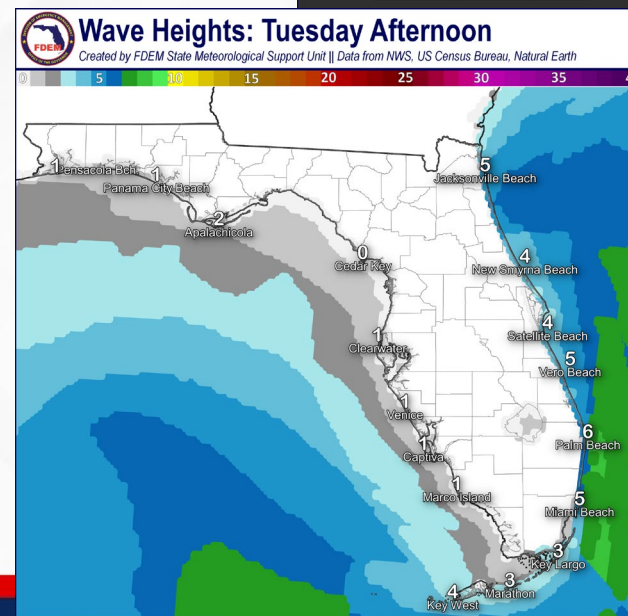 Wave Heights: Tuesday Afternoon
Created by FDEM State Meteorological Support Unit || Data from NWS, US Census Bureau, Natural Earth
FDEM
0 5 10 15 20 25 30 35 4
5
Jacksonville Beach
1
Pensacola Bch.
1
Panama City Beach
2
Apalachicola
0
Cedar Key
4
New Smyrna Beach
4
Satellite Beach
1
Clearwater
5
Vero Beach
1
Venice
6
Palm Beach
1
Captiva
1
Marco Island
5
Miami Beach
3
Key Largo
3
Marathon
4
Key West